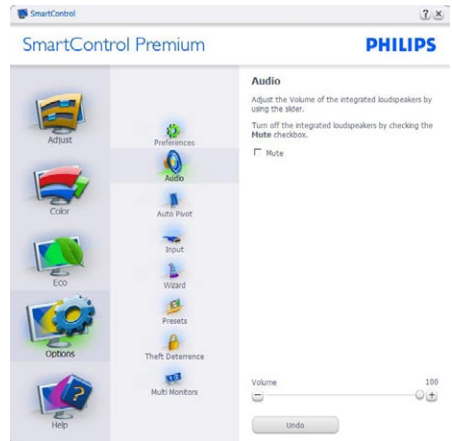 SmartControl
SmartControl Premium
PHILIPS
Adjust
Color
Eco
Options
Help
Preferences
Audio
Auto Pivot
Input
Wizard
Presets
Theft Deterrence
Multi Monitors
Audio
Adjust the Volume of the integrated loudspeakers by
using the slider.
Turn off the integrated loudspeakers by checking the
Mute checkbox.
Mute
Volume 100
Undo